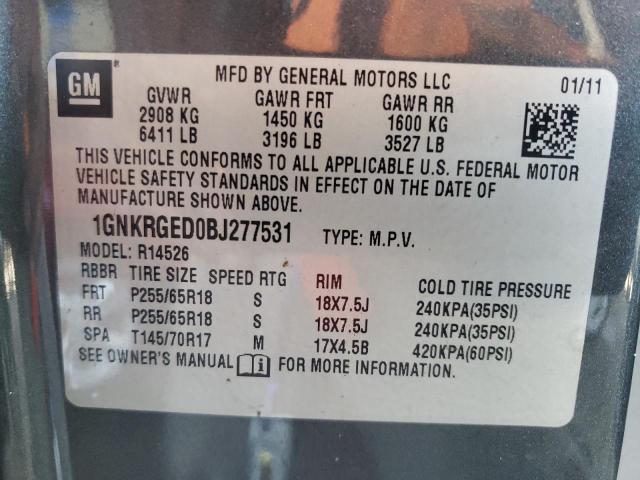 GM
MFD BY GENERAL MOTORS LLC 01/11
GVWR GAWR FRT GAWR RR
2908 KG 1450 KG 1600 KG
6411 LB 3196 LB 3527 LB
THIS VEHICLE CONFORMS TO ALL APPLICABLE U.S. FEDERAL MOTOR
VEHICLE SAFETY STANDARDS IN EFFECT ON THE DATE OF
MANUFACTURE SHOWN ABOVE.
1GNKRGED0BJ277531 TYPE: M.P.V.
MODEL: R14526
RBBR TIRE SIZE SPEED RTG RIM COLD TIRE PRESSURE
FRT P255/65R18 S 18X7.5J 240KPA(35PSI)
RR P255/65R18 S 18X7.5J 240KPA(35PSI)
SPA T145/70R17 M 17X4.5B 420KPA(60PSI)
SEE OWNER'S MANUAL FOR MORE INFORMATION.